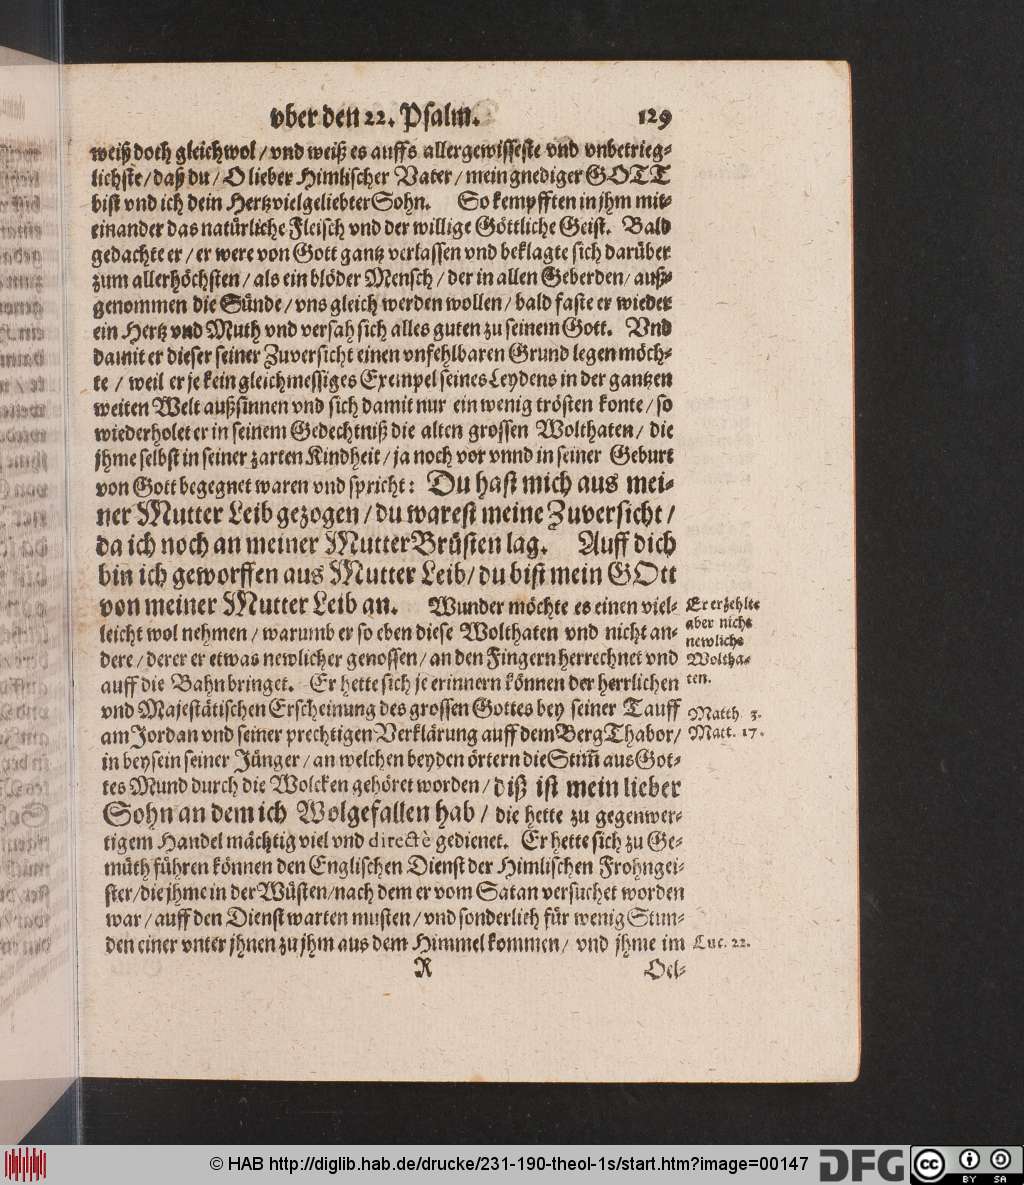 vber den 22. Psalm. 129
weiß doch gleichwol / vnd weiß es auffs allergewisseste vnd vnbetrieg-
lichste / daß du / O lieber Himlischer Vater / mein gnediger GOTT
bist vnd ich dein Hertzvielgeliebter Sohn. So kempfften in jhm mit-
einander das natürliche Fleisch vnd der willige Göttliche Geist. Bald
gedachte er / er were von Gott gantz verlassen vnd beklagte sich darüber
zum allerhöchsten / als ein blöder Mensch / der in allen Geberden / auß-
genommen die Sünde / vns gleich werden wollen / bald faste er wieder
ein Hertz vnd Muth vnd versah sich alles guten zu seinem Gott. Vnd
damit er dieser seiner Zuversicht einen vnfehlbaren Grund legen möch-
te / weil er je kein gleichmessiges Exempel seines Leydens in der gantzen
weiten Welt außsinnen vnd sich damit nur ein wenig trösten konte / so
wiederholet er in seinem Gedechtniß die alten grossen Wolthaten / die
jhme selbst in seiner zarten Kindheit / ja noch vor vnnd in seiner Geburt
von Gott begegnet waren vnd spricht: Du hast mich aus mei-
ner Mutter Leib gezogen / du warest meine Zuversicht /
da ich noch an meiner Mutter Brüsten lag. Auff dich
bin ich geworffen aus Mutter Leib / du bist mein GOtt
von meiner Mutter Leib an. Wunder möchte es einen viel-
leicht wol nehmen / warumb er so eben diese Wolthaten vnd nicht an-
dere / derer er etwas newlicher genossen / an den Fingern herrechnet vnd
auff die Bahn bringet. Er hette sich je erinnern können der herrlichen
vnd Majestätischen Erscheinung des grossen Gottes bey seiner Tauff
am Jordan vnd seiner prechtigen Verklärung auff dem Berg Thabor /
in beysein seiner Jünger / an welchen beyden örtern die Stim̃ aus Got-
tes Mund durch die Wolcken gehöret worden / diß ist mein lieber
Sohn an dem ich Wolgefallen hab / die hette zu gegenwer-
tigem Handel mächtig viel vnd directè gedienet. Er hette sich zu Ge-
müth führen können den Englischen Dienst der Himlischen Frohngei-
ster / die jhme in der Wüsten / nach dem er vom Satan versuchet worden
war / auff den Dienst warten musten / vnd sonderlich für wenig Stun-
den einer vnter jhnen zu jhm aus dem Himmel kommen / vnd jhme im
R Oel-
Er erzehlte
aber nicht
newliche
Woltha-
ten.
Matth 3.
Matt. 17.
Luc. 22.
© HAB http://diglib.hab.de/drucke/231-190-theol-1s/start.htm?image=00147
DFG
cc BY SA